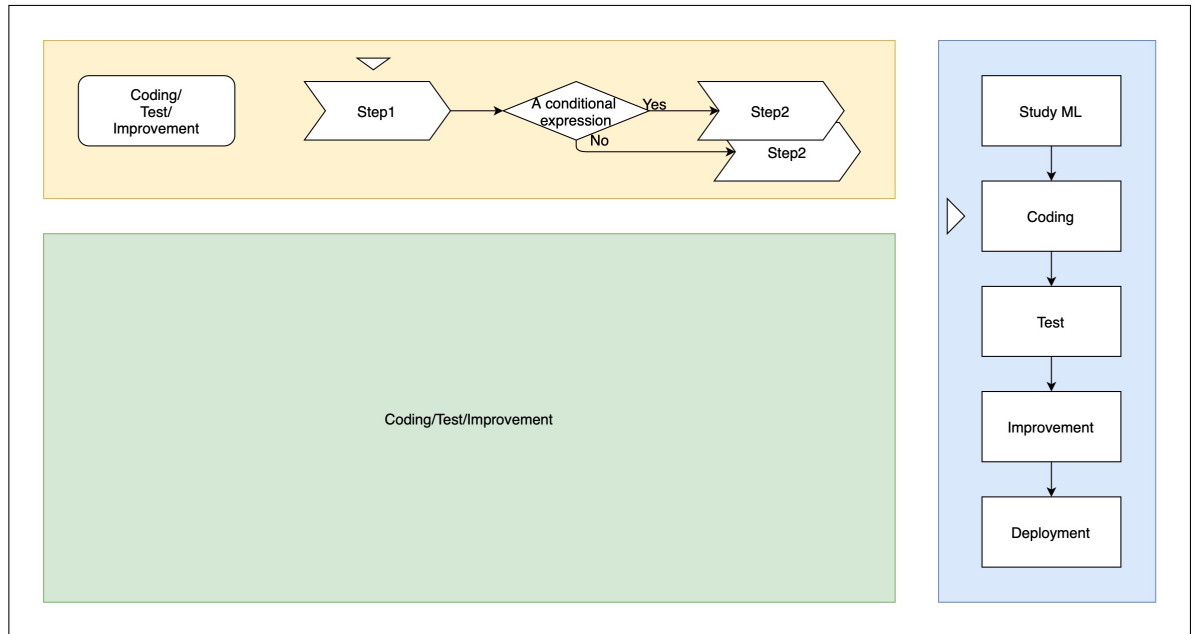 Coding/
Test/
Improvement
Step1
A conditional
expression
Yes
No
Step2
Step2
Coding/Test/Improvement
Study ML
Coding
Test
Improvement
Deployment